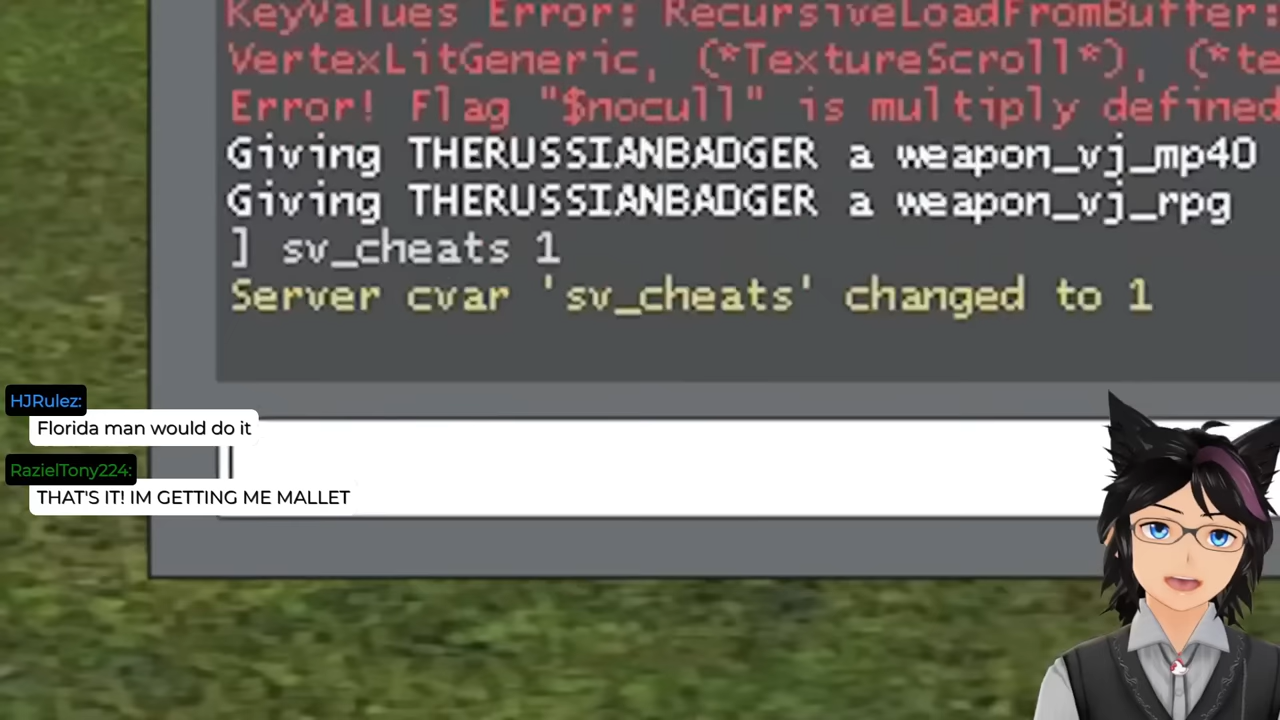 KeyValues Error: RecursiveLoadFromBuffer:
VertexLitGeneric, (*TextureScroll*), (*te
Error! Flag "$nocull" is multiply defined
Giving THERUSSIANBADGER a weapon_vj_mp40
Giving THERUSSIANBADGER a weapon_vj_rpg
] sv_cheats 1
Server cvar 'sv_cheats' changed to 1
HJRulez:
Florida man would do it
RazielTony224:
THAT'S IT! IM GETTING ME MALLET